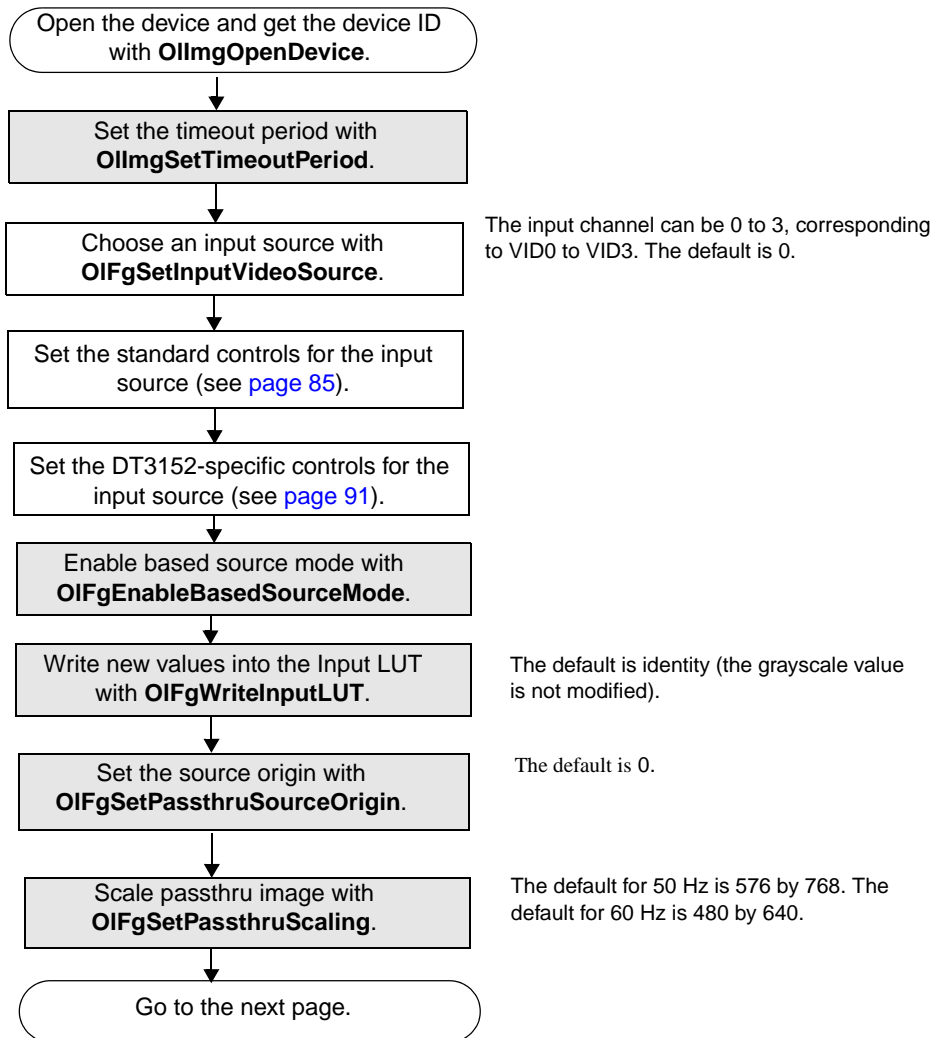 Open the device and get the device ID
with OlImgOpenDevice.
Set the timeout period with
OlImgSetTimeoutPeriod.
Choose an input source with
OlFgSetInputVideoSource.
The input channel can be 0 to 3, corresponding
to VID0 to VID3. The default is 0.
Set the standard controls for the input
source (see page 85).
Set the DT3152-specific controls for the
input source (see page 91).
Enable based source mode with
OlFgEnableBasedSourceMode.
Write new values into the Input LUT
with OlFgWriteInputLUT.
The default is identity (the grayscale value
is not modified).
Set the source origin with
OlFgSetPassthruSourceOrigin.
The default is 0.
Scale passthru image with
OlFgSetPassthruScaling.
The default for 50 Hz is 576 by 768. The
default for 60 Hz is 480 by 640.
Go to the next page.